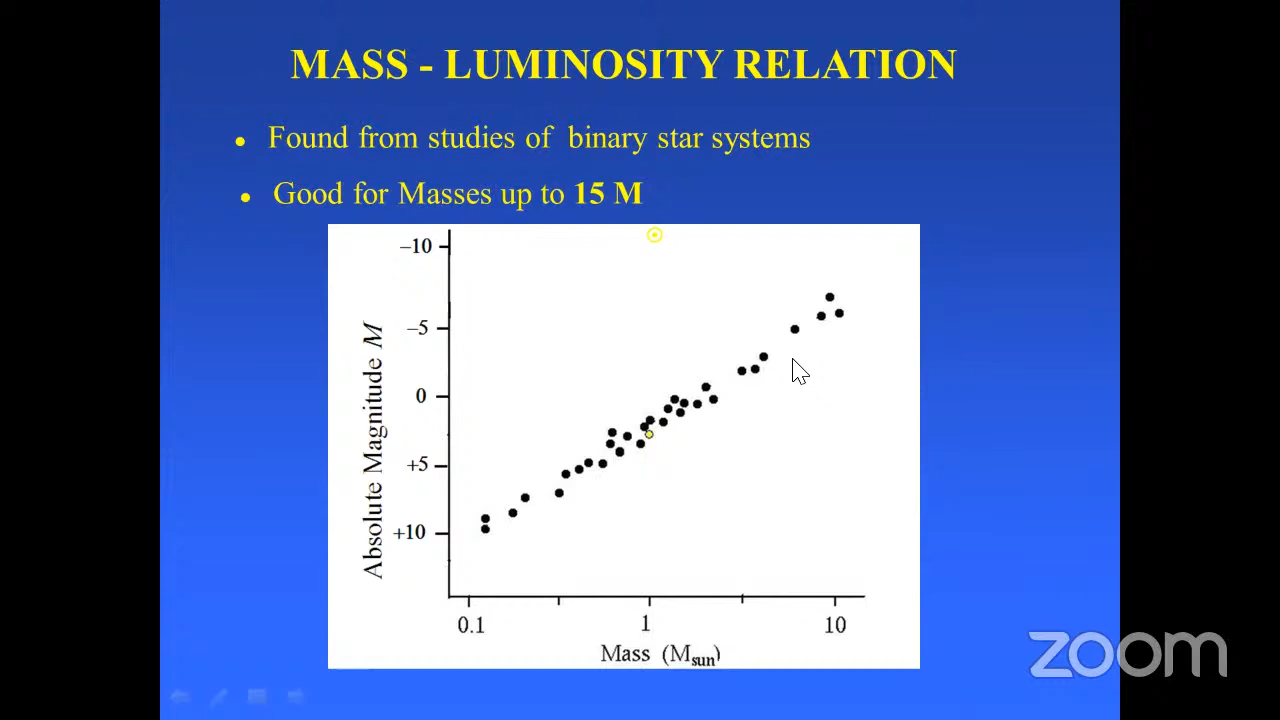 MASS - LUMINOSITY RELATION
• Found from studies of binary star systems
• Good for Masses up to 15 M
–10
–5
0
+5
+10
Absolute Magnitude M
0.1 1 10
Mass (Msun)
zoom